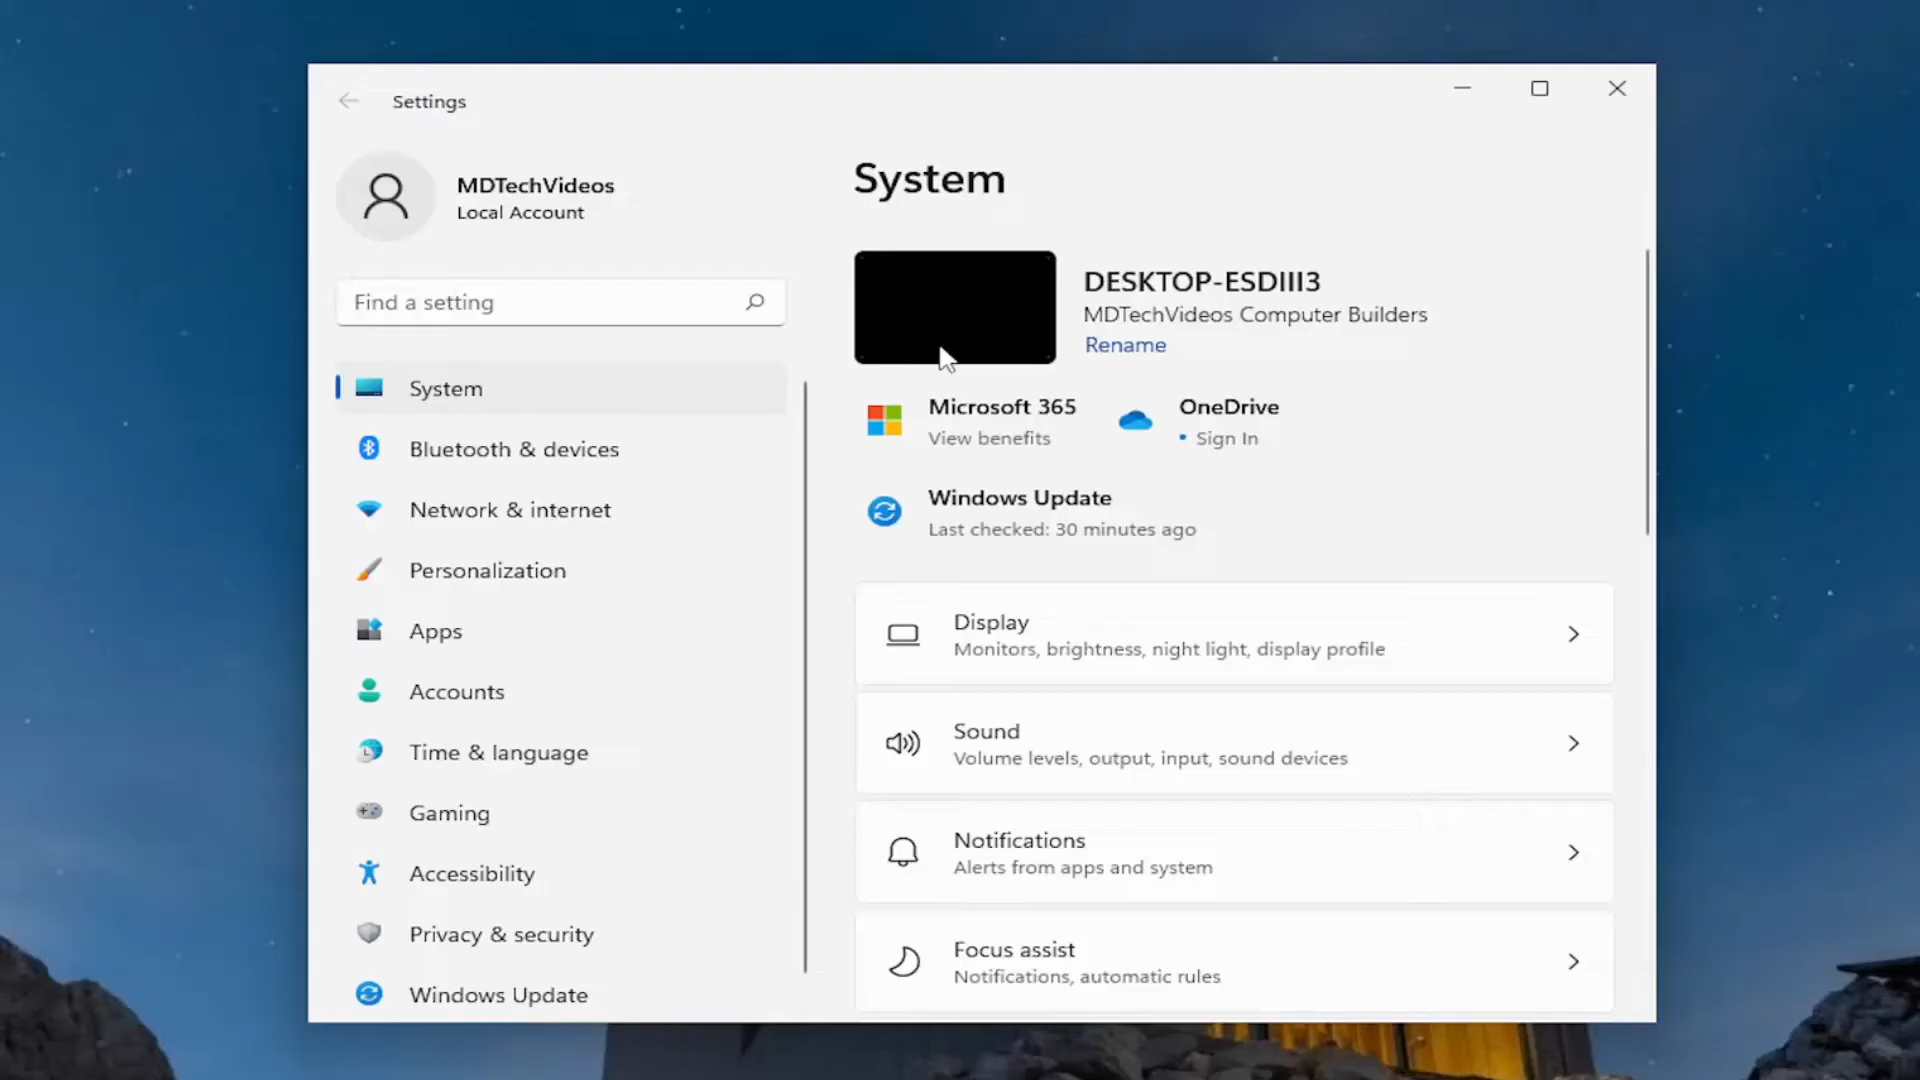 Settings
MDTechVideos
Local Account
Find a setting
System
Bluetooth & devices
Network & internet
Personalization
Apps
Accounts
Time & language
Gaming
Accessibility
Privacy & security
Windows Update
System
DESKTOP-ESDIII3
MDTechVideos Computer Builders
Rename
Microsoft 365
View benefits
OneDrive
• Sign In
Windows Update
Last checked: 30 minutes ago
Display
Monitors, brightness, night light, display profile
Sound
Volume levels, output, input, sound devices
Notifications
Alerts from apps and system
Focus assist
Notifications, automatic rules